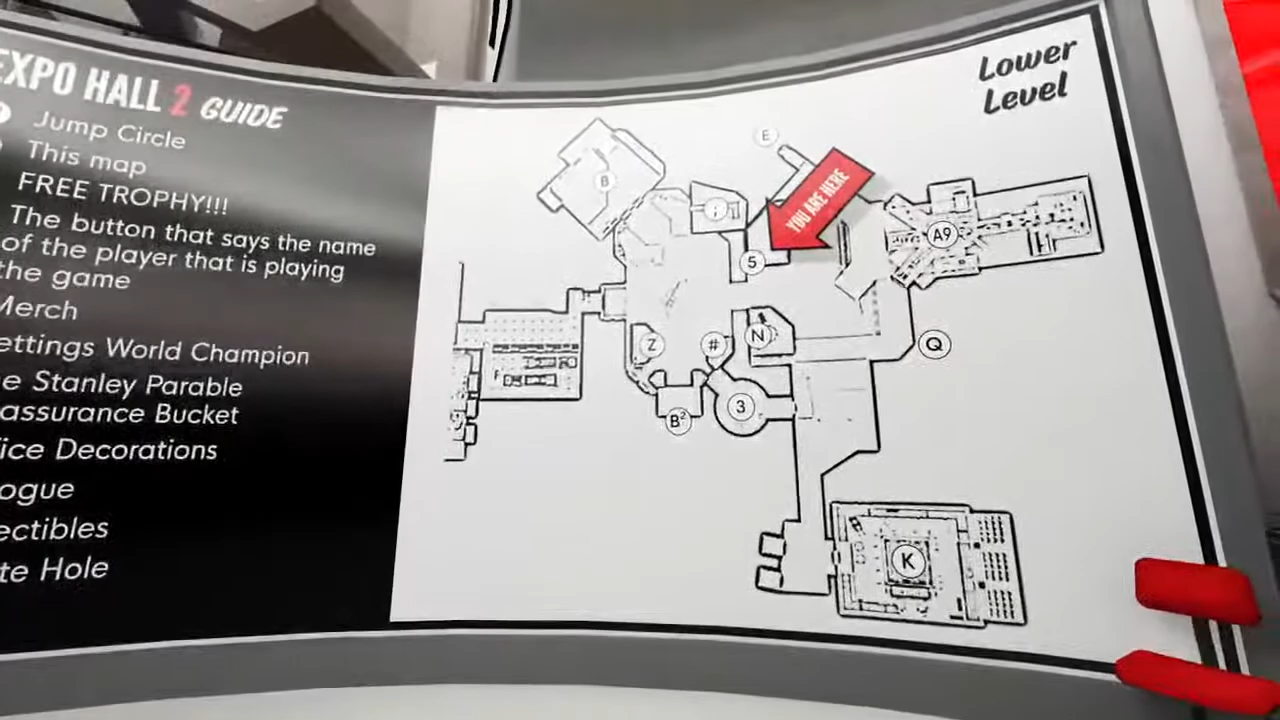 EXPO HALL 2 GUIDE
Jump Circle
This map
FREE TROPHY!!!
The button that says the name
of the player that is playing
the game
Merch
ettings World Champion
e Stanley Parable
assurance Bucket
ice Decorations
ogue
ectibles
te Hole
Lower
Level
YOU ARE HERE
E
B
i
A9
5
N
Q
Z
#
F
B²
3
K